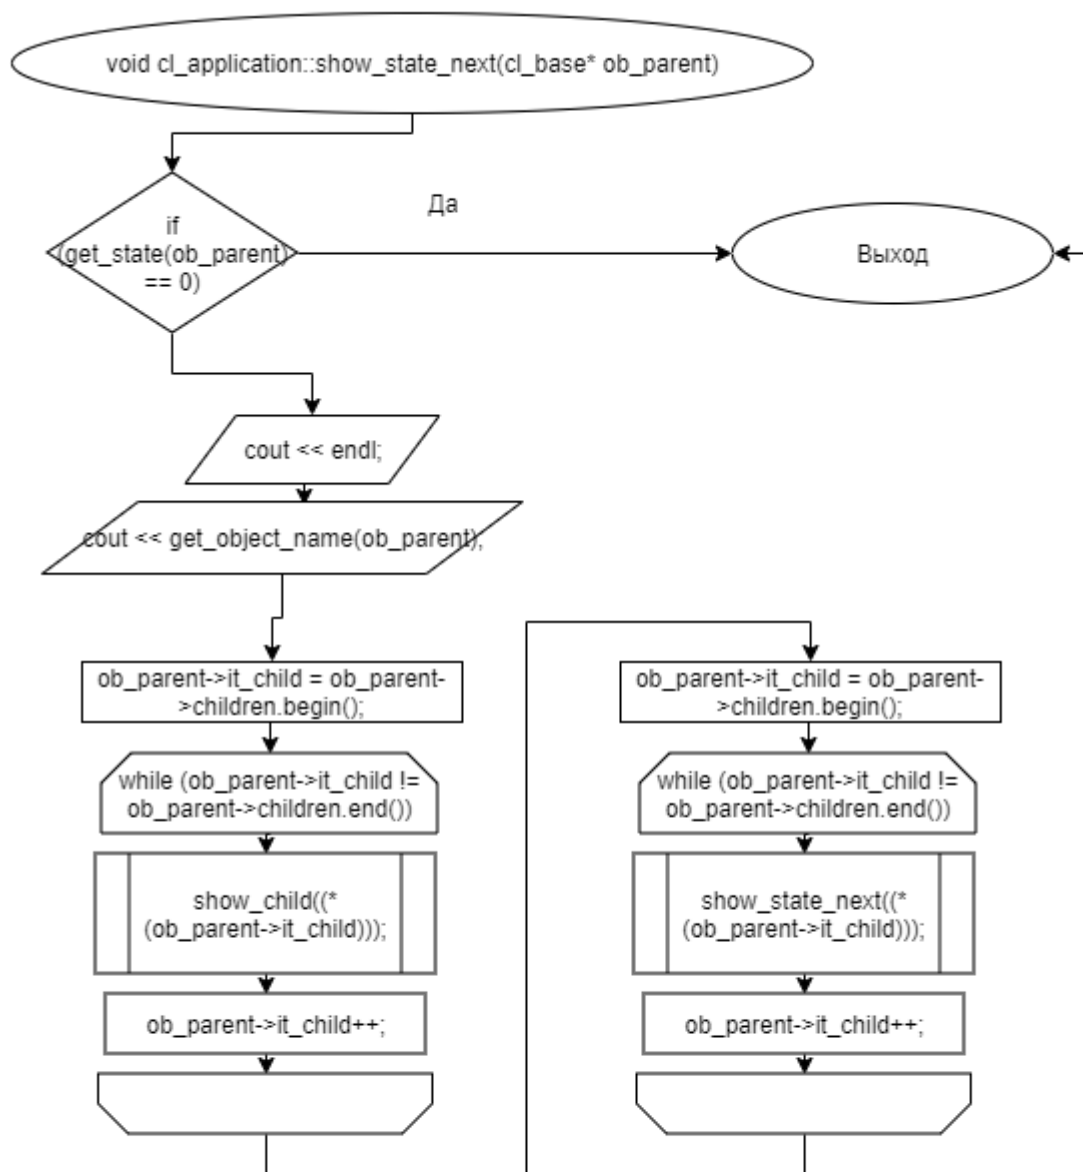 void cl_application::show_state_next(cl_base* ob_parent)
Да
if
(get_state(ob_parent)
== 0)
Выход
cout << endl;
cout << get_object_name(ob_parent);
ob_parent->it_child = ob_parent-
>children.begin();
while (ob_parent->it_child !=
ob_parent->children.end())
show_child((*
(ob_parent->it_child)));
ob_parent->it_child++;
ob_parent->it_child = ob_parent-
>children.begin();
while (ob_parent->it_child !=
ob_parent->children.end())
show_state_next((*
(ob_parent->it_child)));
ob_parent->it_child++;